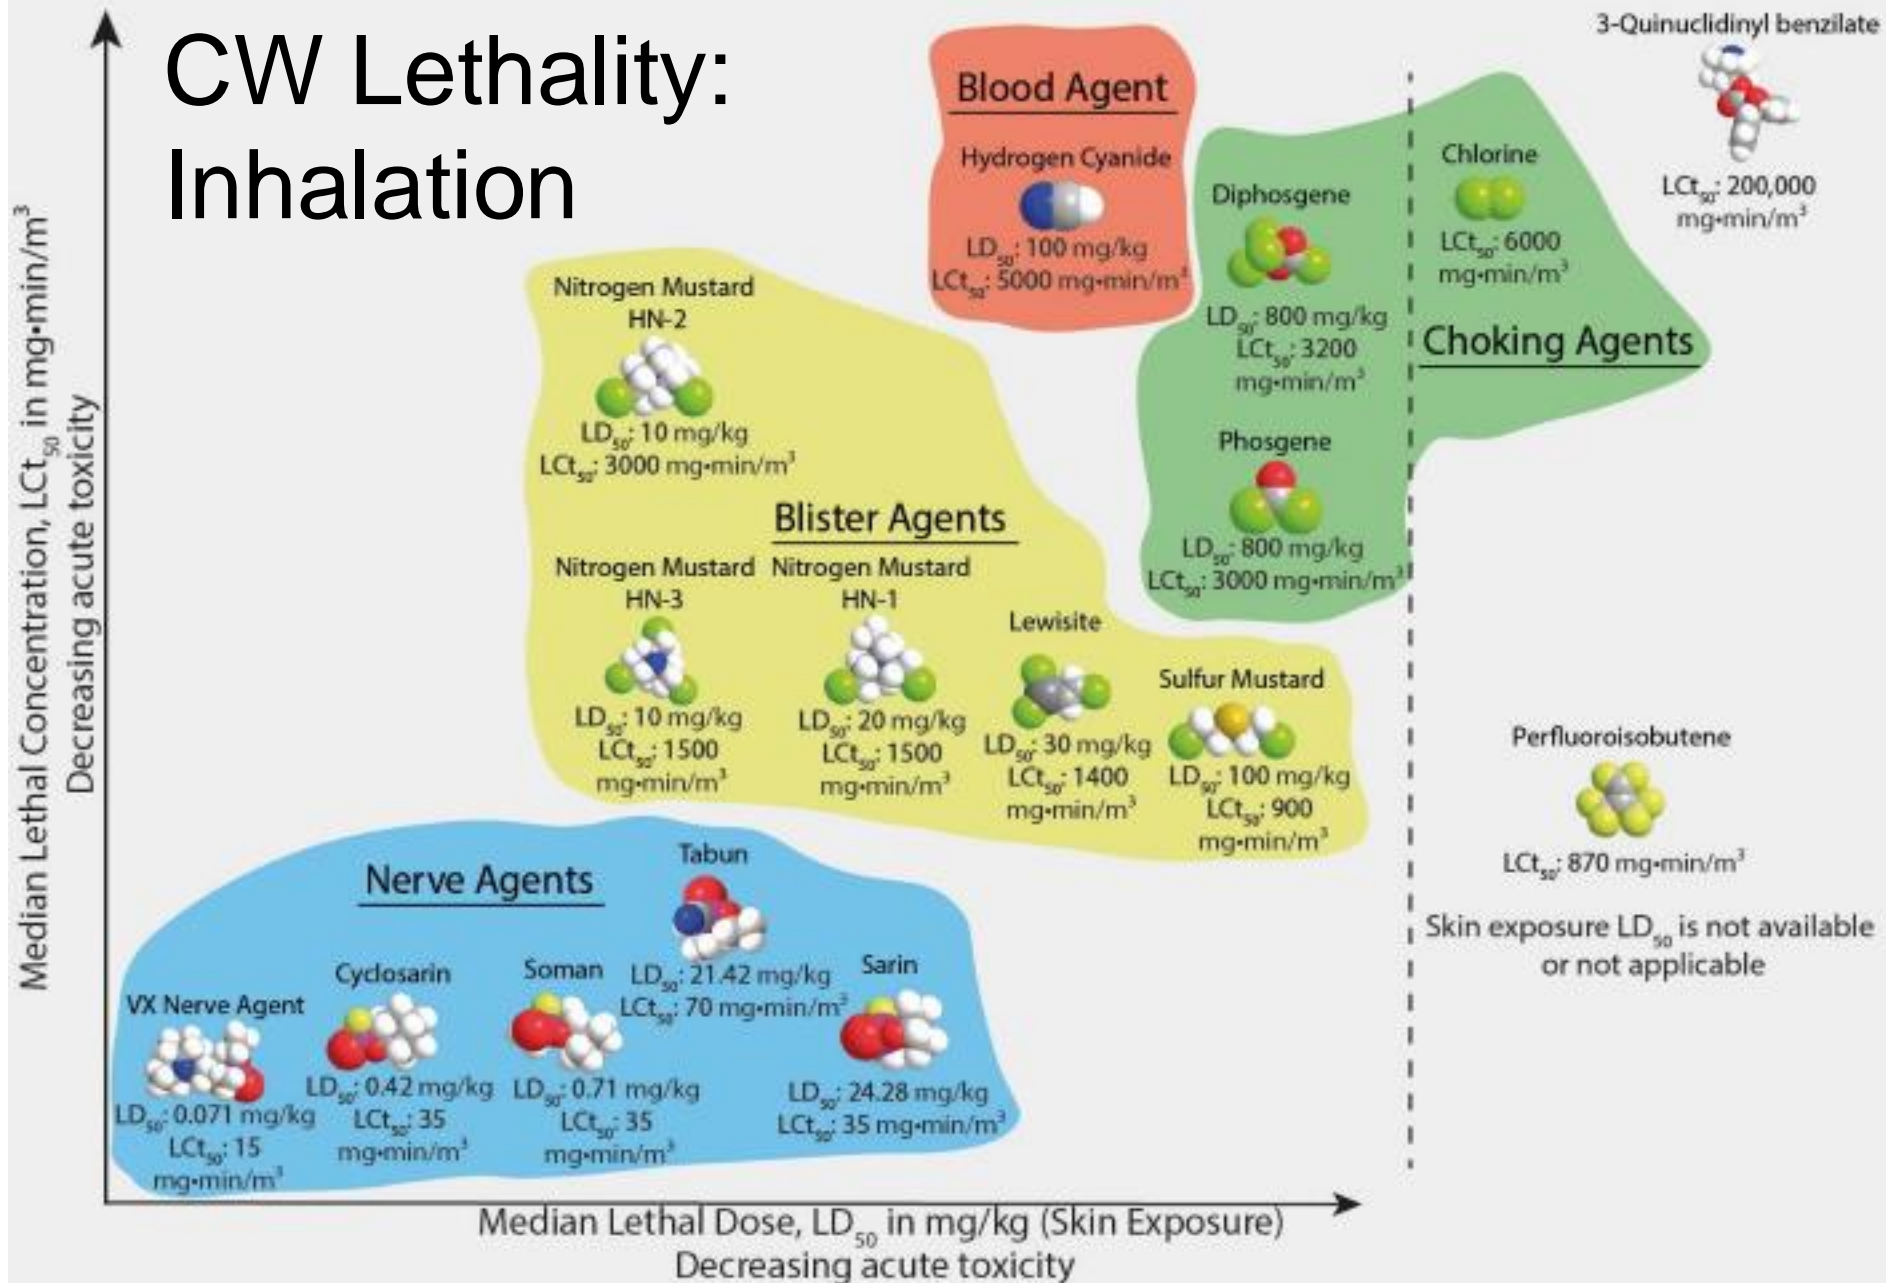 CW Lethality:
Inhalation
Median Lethal Concentration, LCt₅₀ in mg•min/m³
Decreasing acute toxicity
Blood Agent
Hydrogen Cyanide
LD₅₀: 100 mg/kg
LCt₅₀: 5000 mg•min/m³
Diphosgene
LD₅₀: 800 mg/kg
LCt₅₀: 3200
mg•min/m³
Chlorine
LCt₅₀: 6000
mg•min/m³
Choking Agents
Phosgene
LD₅₀: 800 mg/kg
LCt₅₀: 3000 mg•min/m³
3-Quinuclidinyl benzilate
LCt₅₀: 200,000
mg•min/m³
Nitrogen Mustard
HN-2
LD₅₀: 10 mg/kg
LCt₅₀: 3000 mg•min/m³
Blister Agents
Nitrogen Mustard
HN-3
LD₅₀: 10 mg/kg
LCt₅₀: 1500
mg•min/m³
Nitrogen Mustard
HN-1
LD₅₀: 20 mg/kg
LCt₅₀: 1500
mg•min/m³
Lewisite
LD₅₀: 30 mg/kg
LCt₅₀: 1400
mg•min/m³
Sulfur Mustard
LD₅₀: 100 mg/kg
LCt₅₀: 900
mg•min/m³
Perfluoroisobutene
LCt₅₀: 870 mg•min/m³
Skin exposure LD₅₀ is not available
or not applicable
Nerve Agents
Tabun
LD₅₀: 21.42 mg/kg
LCt₅₀: 70 mg•min/m³
VX Nerve Agent
LD₅₀: 0.071 mg/kg
LCt₅₀: 15
mg•min/m³
Cyclosarin
LD₅₀: 0.42 mg/kg
LCt₅₀: 35
mg•min/m³
Soman
LD₅₀: 0.71 mg/kg
LCt₅₀: 35
mg•min/m³
Sarin
LD₅₀: 24.28 mg/kg
LCt₅₀: 35 mg•min/m³
Median Lethal Dose, LD₅₀ in mg/kg (Skin Exposure)
Decreasing acute toxicity